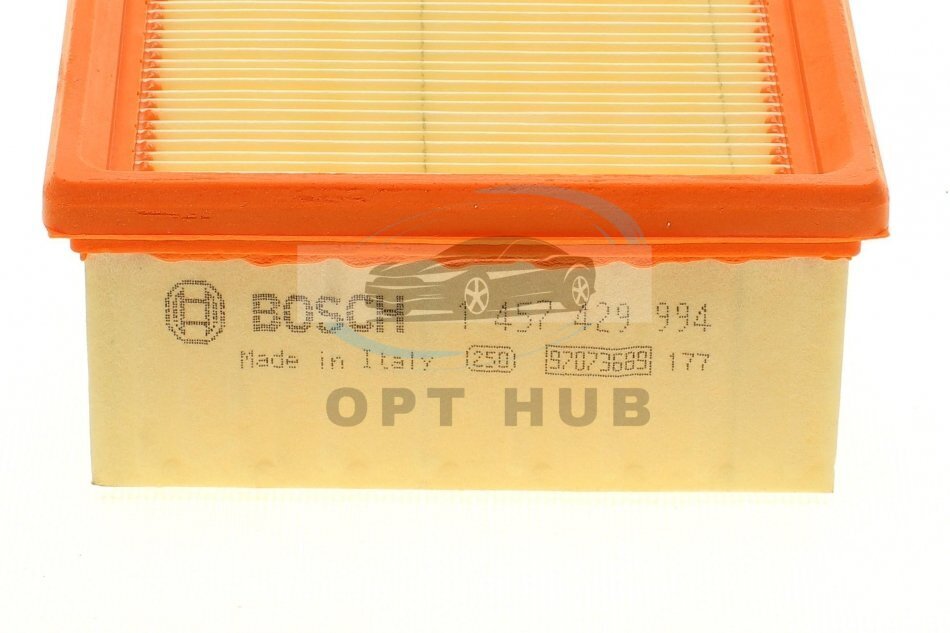 BOSCH 1 457 429 994
Made in Italy 250 97073689 177
OPT HUB